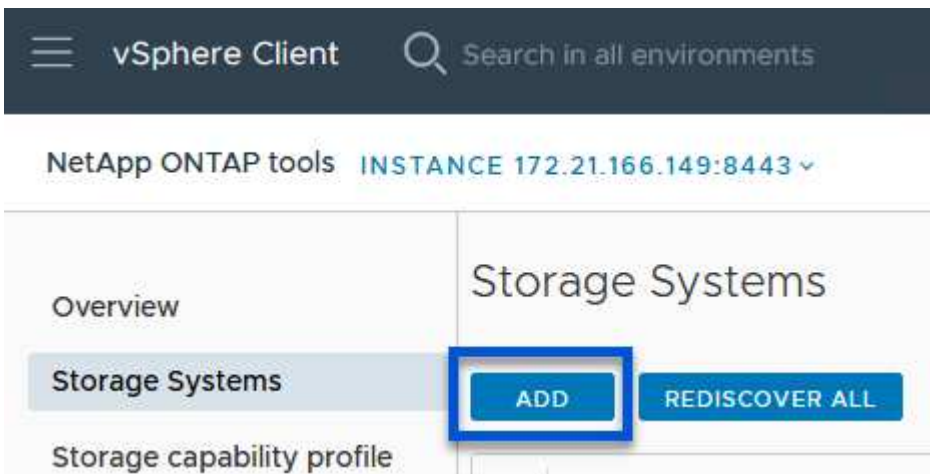 vSphere Client Search in all environments
NetApp ONTAP tools INSTANCE 172.21.166.149:8443
Storage Systems
Overview
Storage Systems
ADD REDISCOVER ALL
Storage capability profile